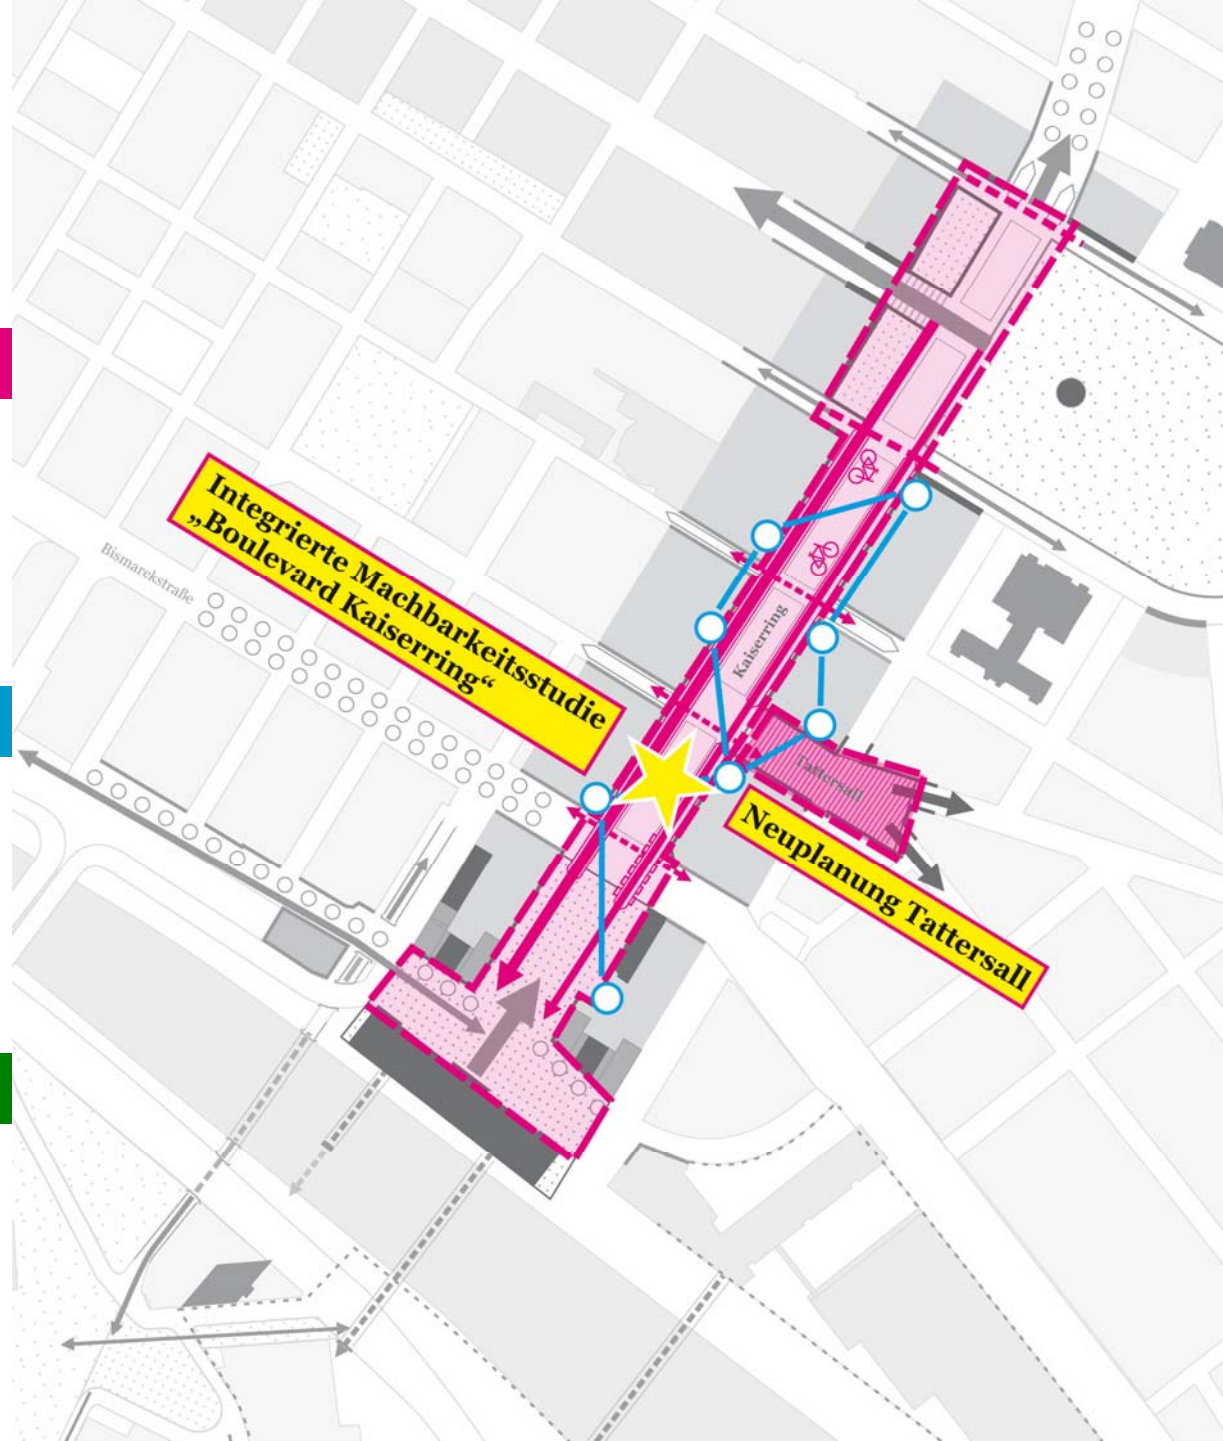 Integrierte Machbarkeitsstudie
„Boulevard Kaiserring“
Bismarckstraße
Kaiserring
Tattersall
Neuplanung Tattersall